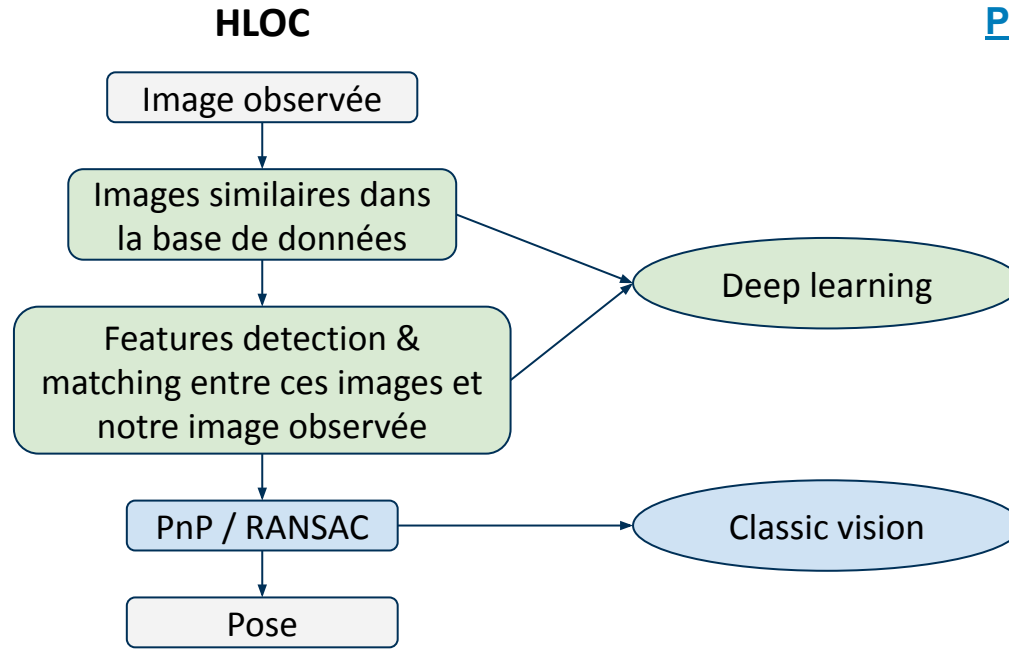 HLOC
P
Image observée
Images similaires dans
la base de données
Deep learning
Features detection &
matching entre ces images et
notre image observée
PnP / RANSAC
Classic vision
Pose